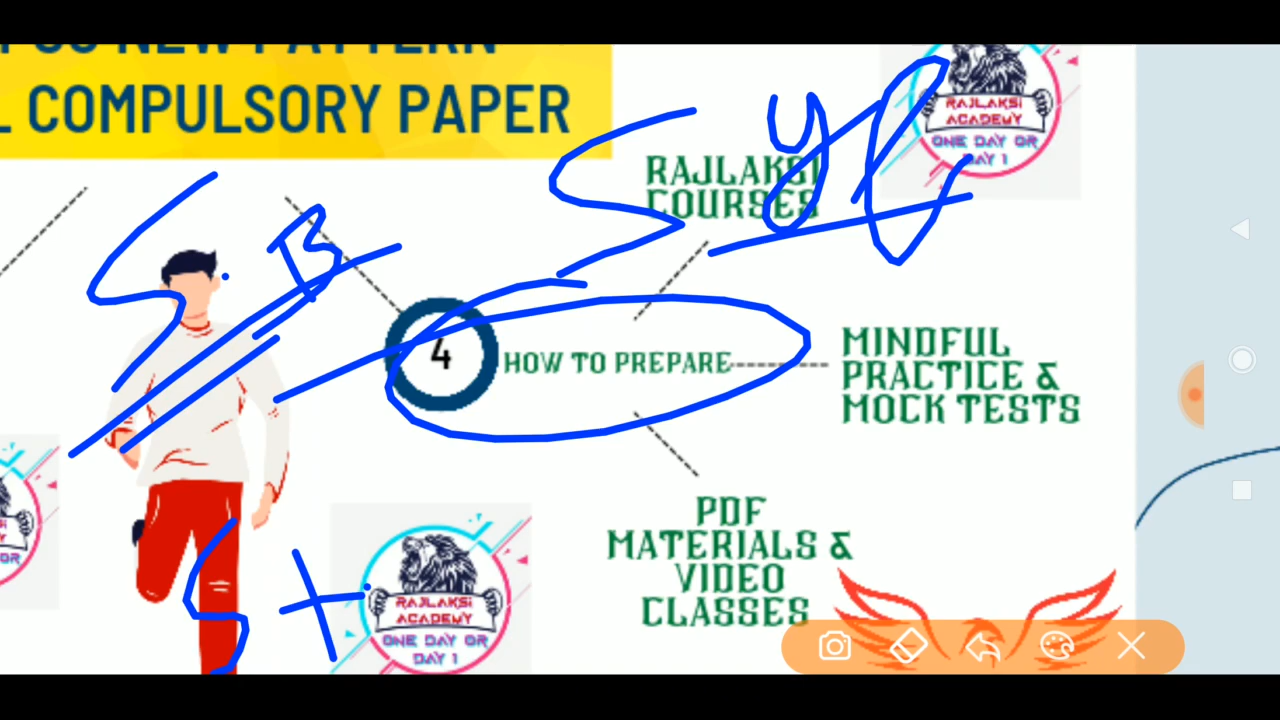 COMPULSORY PAPER
RAJLAKSI
ACADEMY
ONE DAY OR
DAY 1
RAJLAKSI
COURSES
Syl
S.B
4
HOW TO PREPARE
MINDFUL
PRACTICE &
MOCK TESTS
PDF
MATERIALS &
VIDEO
CLASSES
RAJLAKSI
ACADEMY
ONE DAY OR
DAY 1